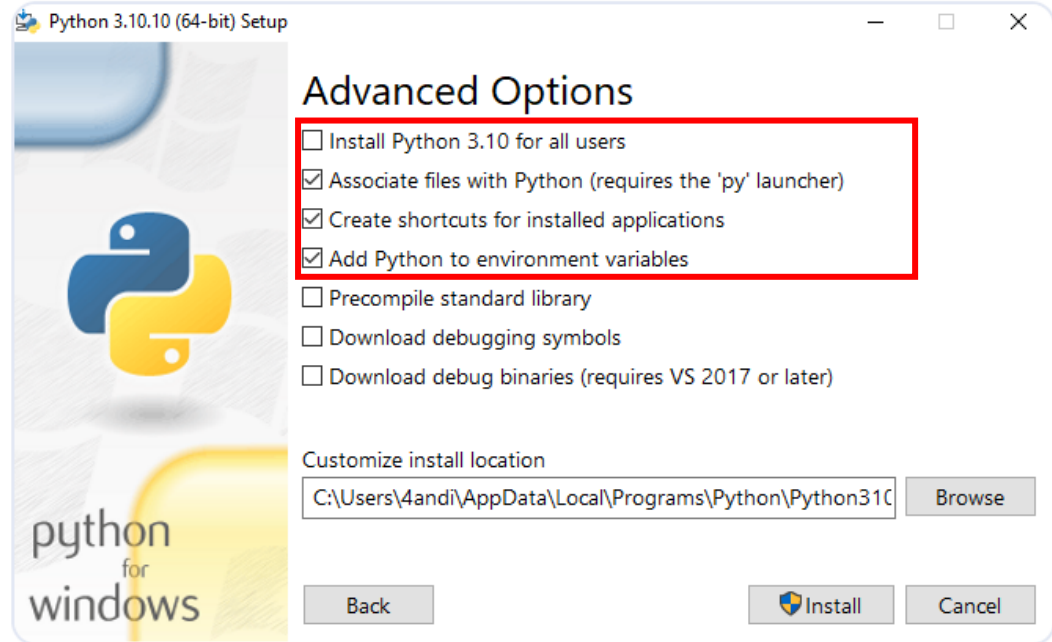 Python 3.10.10 (64-bit) Setup
Advanced Options
Install Python 3.10 for all users
Associate files with Python (requires the 'py' launcher)
Create shortcuts for installed applications
Add Python to environment variables
Precompile standard library
Download debugging symbols
Download debug binaries (requires VS 2017 or later)
Customize install location
C:\Users\4andi\AppData\Local\Programs\Python\Python310
Browse
python
for
windows
Back
Install
Cancel